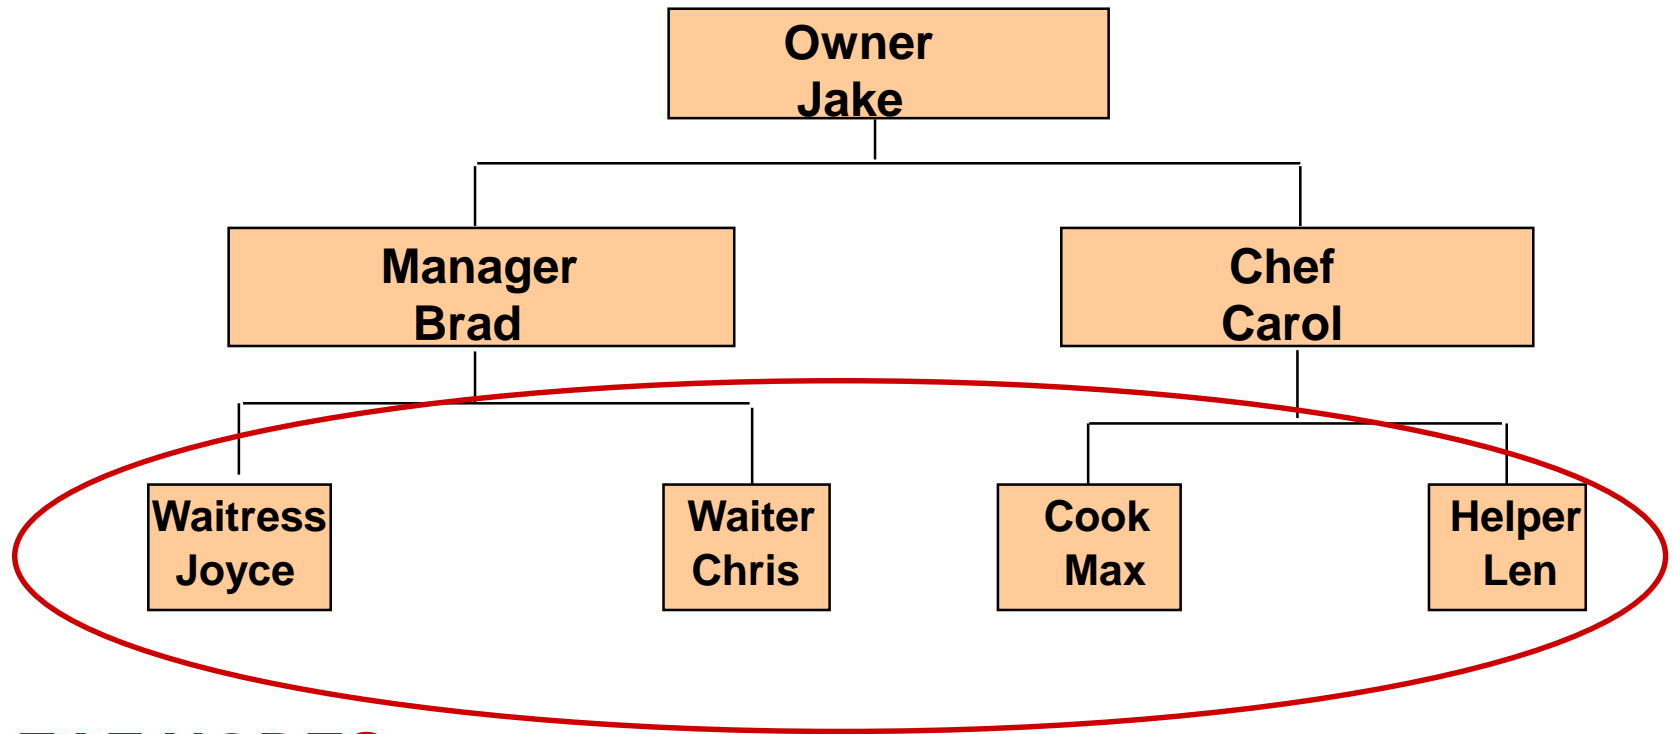 Owner
Jake
Manager
Brad
Chef
Carol
Waitress
Joyce
Waiter
Chris
Cook
Max
Helper
Len